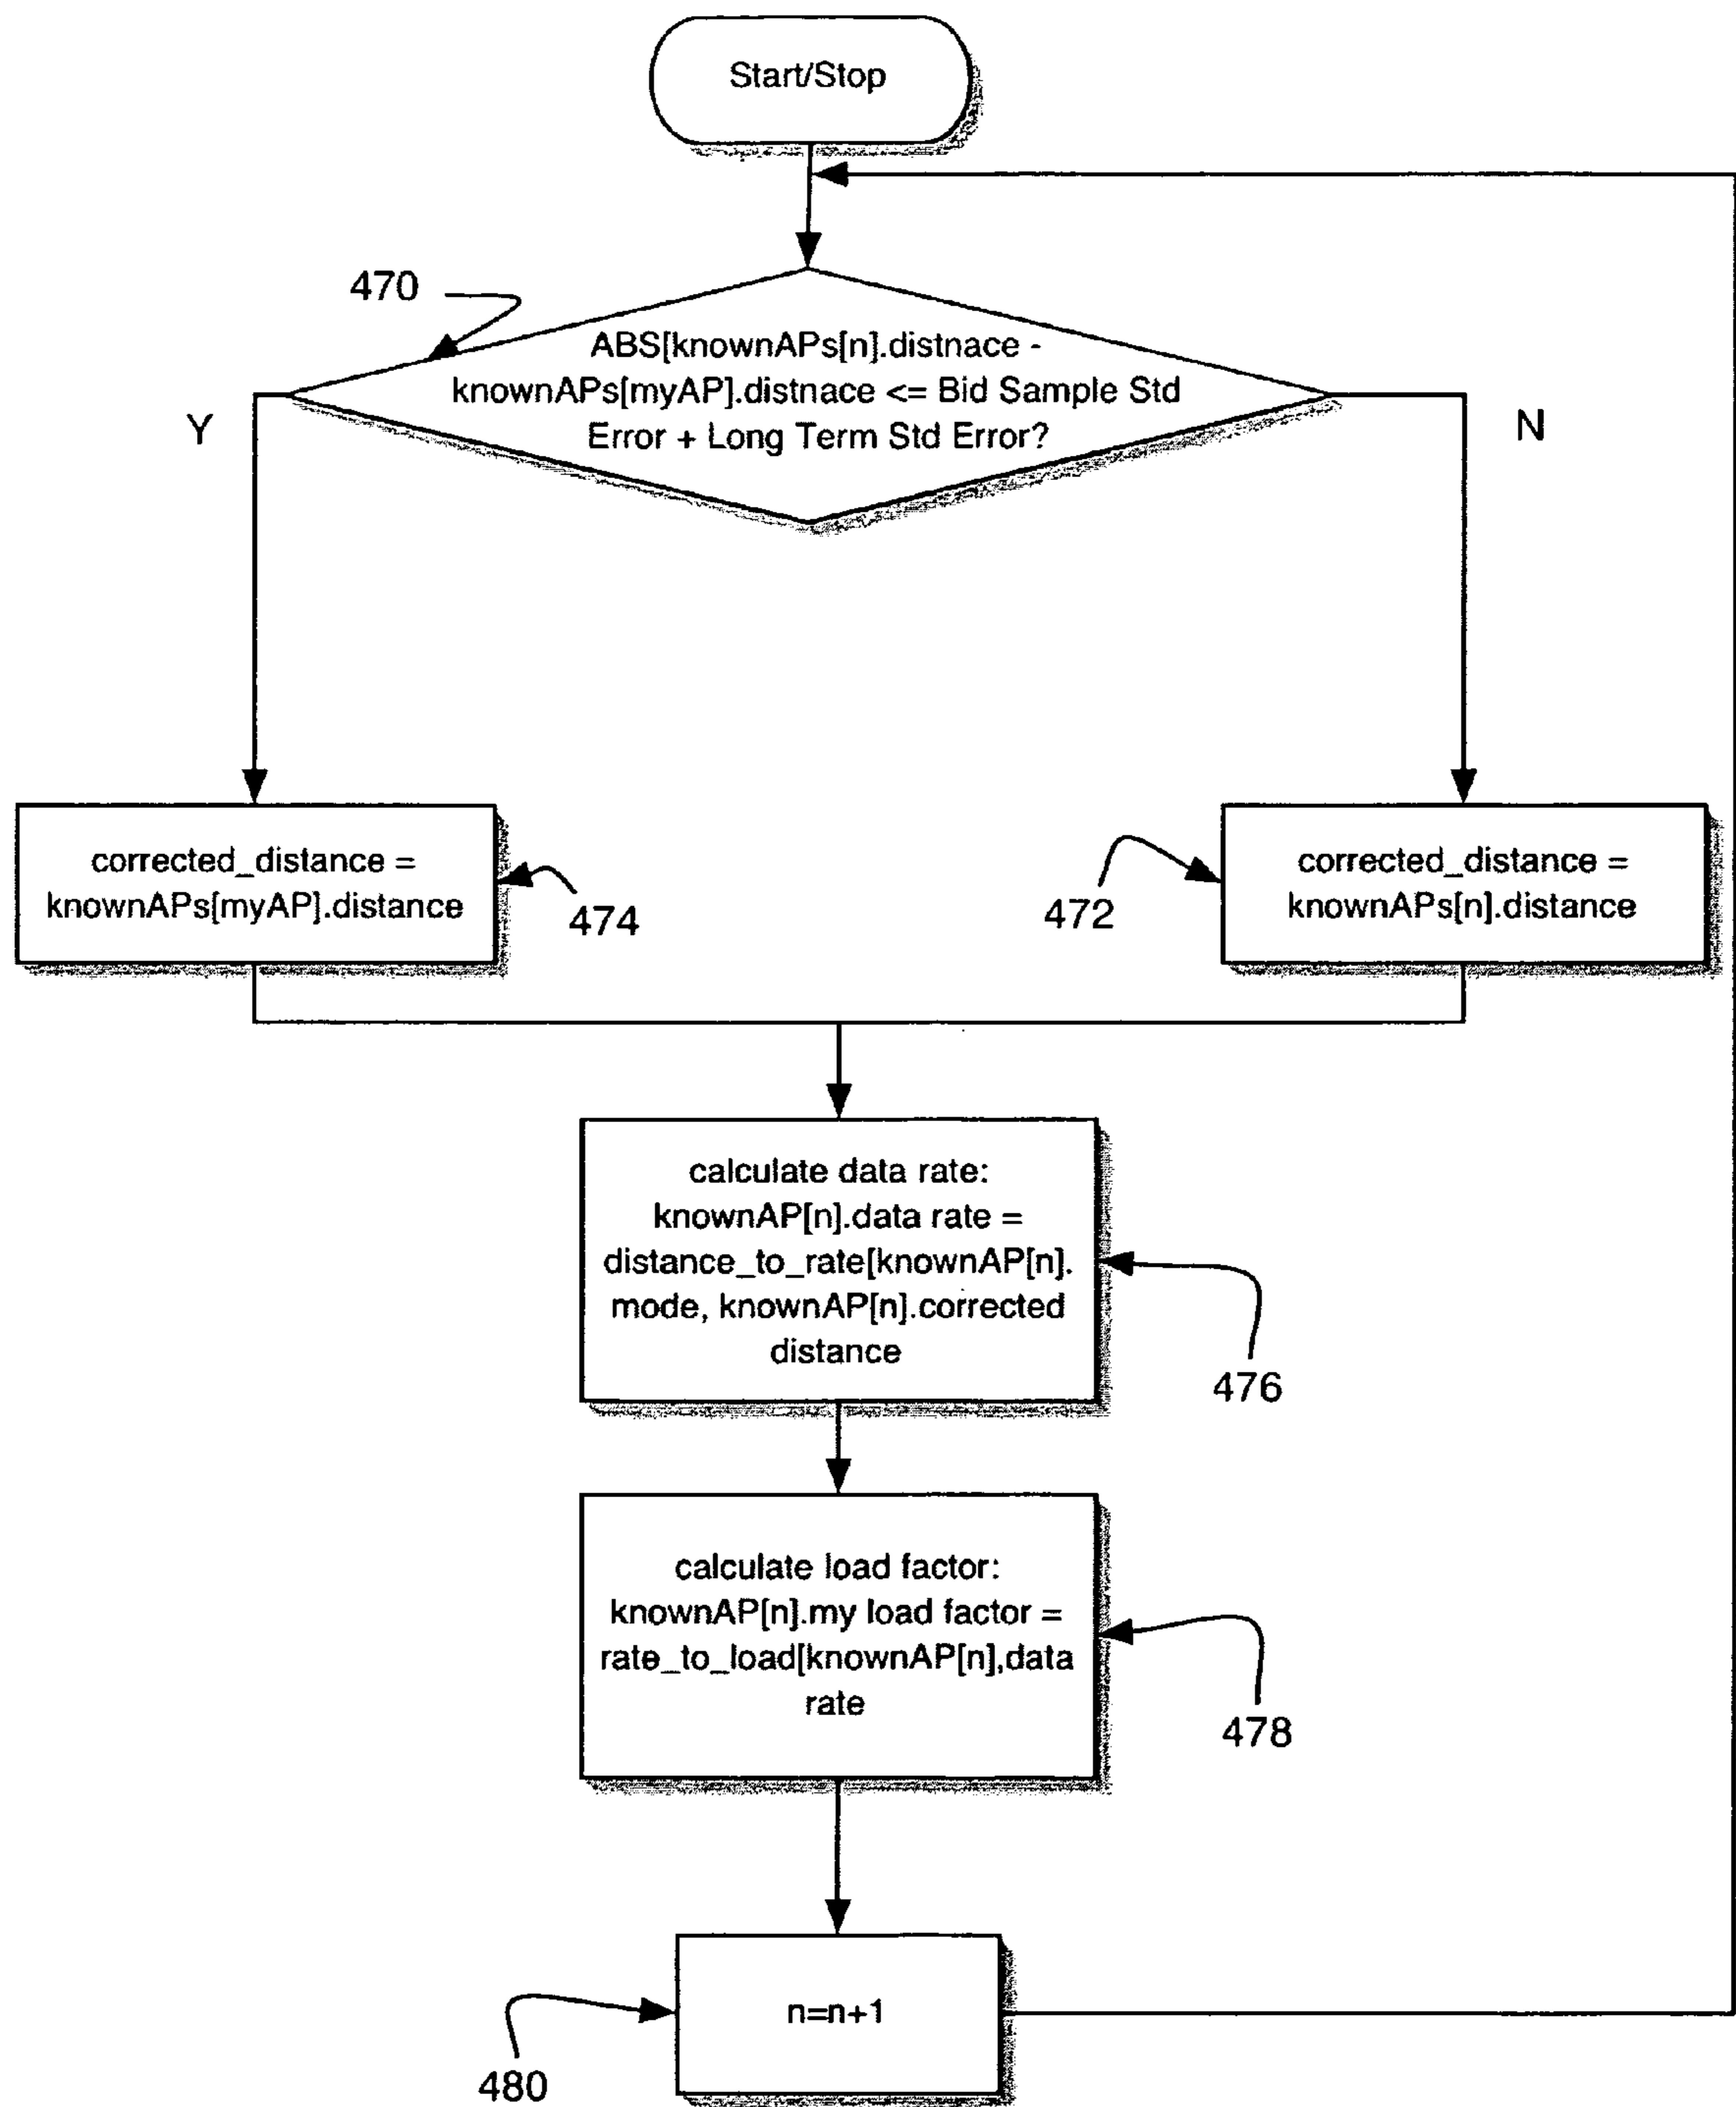 Start/Stop
470
ABS[knownAPs[n].distnace -
knownAPs[myAP].distnace <= Bid Sample Std
Error + Long Term Std Error?
Y
N
corrected_distance =
knownAPs[myAP].distance
474
472
corrected_distance =
knownAPs[n].distance
calculate data rate:
knownAP[n].data rate =
distance_to_rate[knownAP[n].
mode, knownAP[n].corrected
distance
476
calculate load factor:
knownAP[n].my load factor =
rate_to_load[knownAP[n],data
rate
478
n=n+1
480